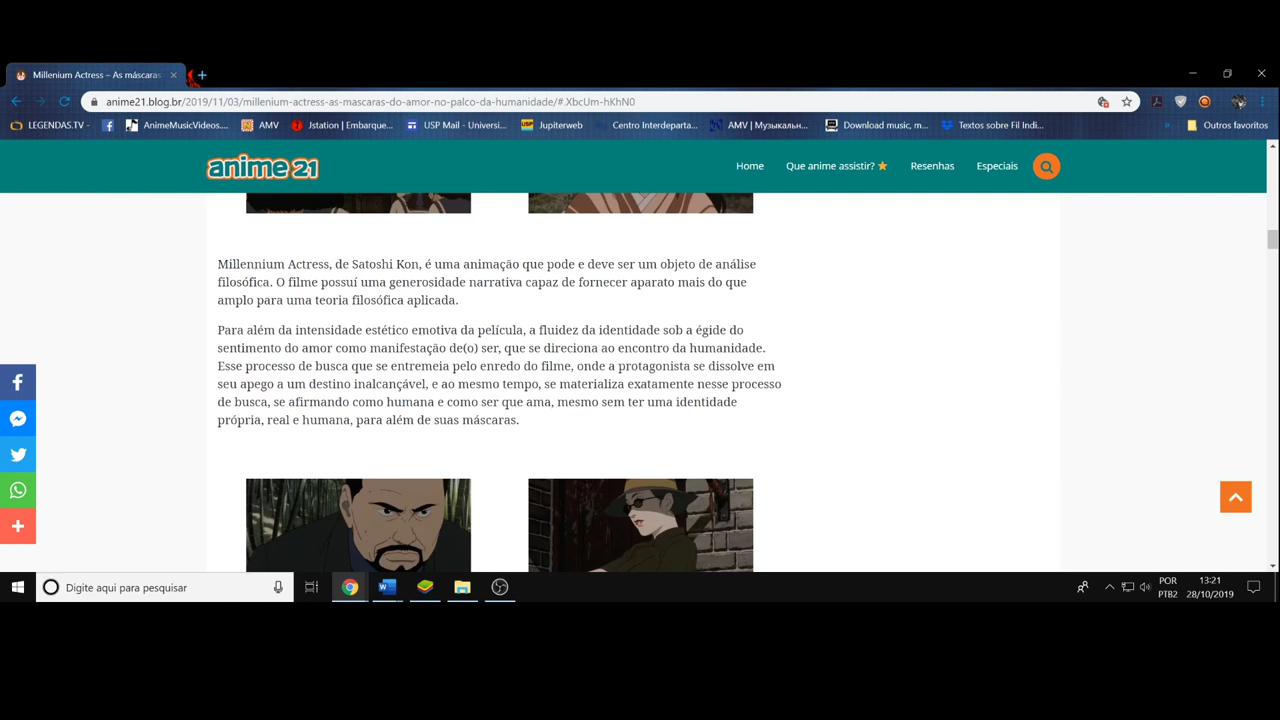 Millenium Actress – As máscaras
anime21.blog.br/2019/11/03/millenium-actress-as-mascaras-do-amor-no-palco-da-humanidade/#.XbcUm-hKhN0
LEGENDAS.TV -
AnimeMusicVideos....
AMV
Jstation | Embarque...
USP Mail - Universi...
Jupiterweb
Centro Interdeparta...
AMV | Музыкаль...
Download music, m...
Textos sobre Fil Indi...
»
Outros favoritos
anime 21
Home
Que anime assistir?
Resenhas
Especiais
Millennium Actress, de Satoshi Kon, é uma animação que pode e deve ser um objeto de análise
filosófica. O filme possuí uma generosidade narrativa capaz de fornecer aparato mais do que
amplo para uma teoria filosófica aplicada.
Para além da intensidade estético emotiva da película, a fluidez da identidade sob a égide do
sentimento do amor como manifestação de(o) ser, que se direciona ao encontro da humanidade.
Esse processo de busca que se entremeia pelo enredo do filme, onde a protagonista se dissolve em
seu apego a um destino inalcançável, e ao mesmo tempo, se materializa exatamente nesse processo
de busca, se afirmando como humana e como ser que ama, mesmo sem ter uma identidade
própria, real e humana, para além de suas máscaras.
Digite aqui para pesquisar
POR
PTB2
13:21
28/10/2019